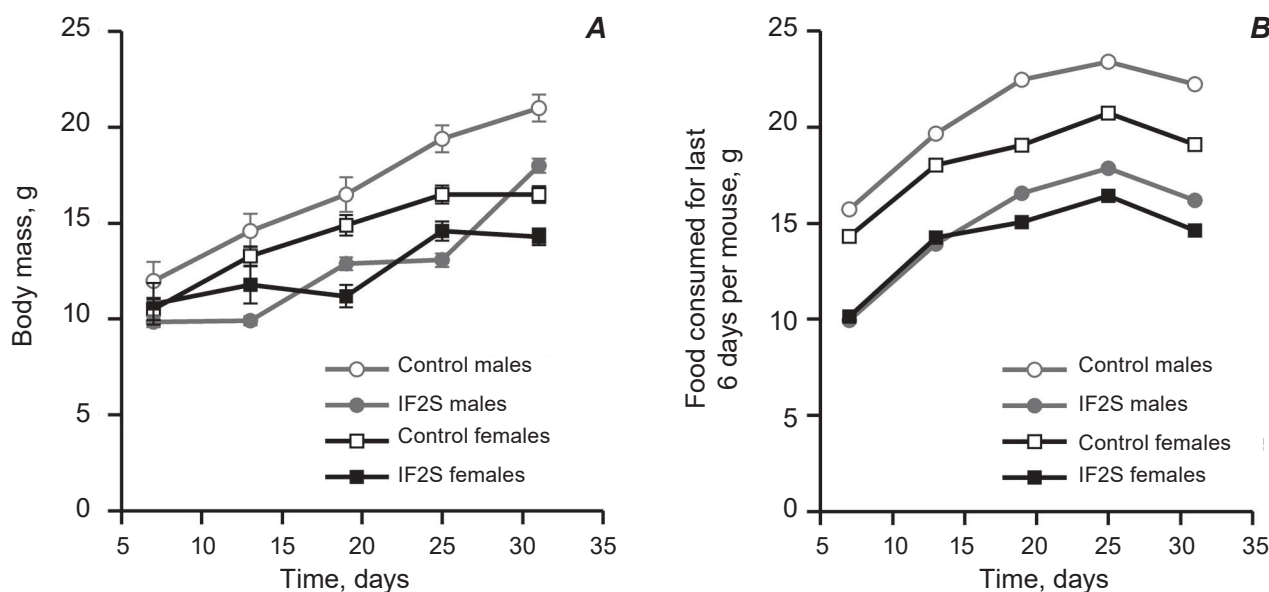 A
25
20
15
10
5
0
Body mass, g
Control males
IF2S males
Control females
IF2S females
5 10 15 20 25 30 35
Time, days
B
25
20
15
10
5
0
Food consumed for last
6 days per mouse, g
Control males
IF2S males
Control females
IF2S females
5 10 15 20 25 30 35
Time, days